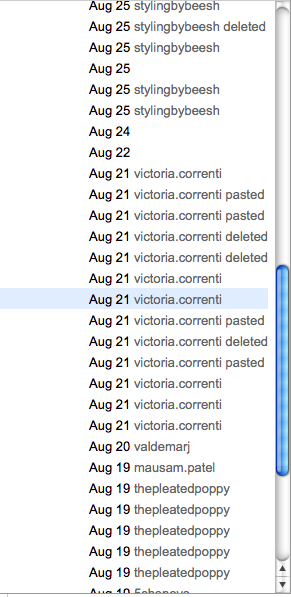 Aug 25 stylingbybeesh
Aug 25 stylingbybeesh deleted
Aug 25 stylingbybeesh
Aug 25
Aug 25 stylingbybeesh
Aug 25 stylingbybeesh
Aug 24
Aug 22
Aug 21 victoria.correnti
Aug 21 victoria.correnti pasted
Aug 21 victoria.correnti pasted
Aug 21 victoria.correnti deleted
Aug 21 victoria.correnti deleted
Aug 21 victoria.correnti
Aug 21 victoria.correnti
Aug 21 victoria.correnti pasted
Aug 21 victoria.correnti deleted
Aug 21 victoria.correnti pasted
Aug 21 victoria.correnti
Aug 21 victoria.correnti
Aug 21 victoria.correnti
Aug 20 valdemarj
Aug 19 mausam.patel
Aug 19 thepleatedpoppy
Aug 19 thepleatedpoppy
Aug 19 thepleatedpoppy
Aug 19 thepleatedpoppy
Aug 19 thepleatedpoppy
Aug 19